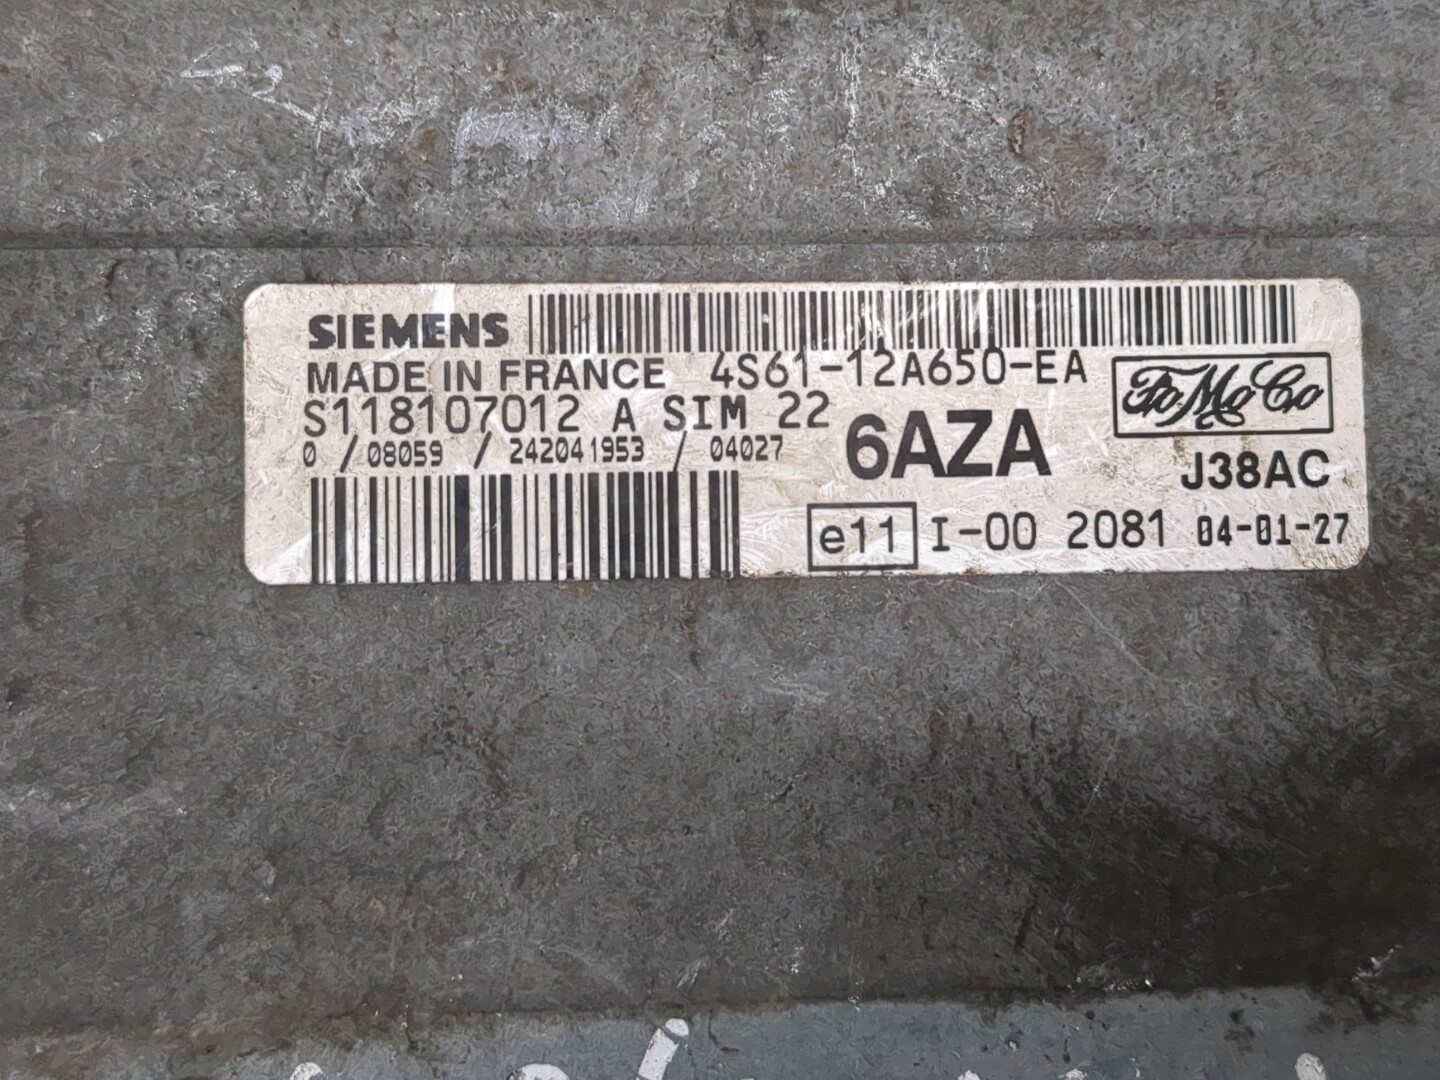 SIEMENS
MADE IN FRANCE 4S61-12A650-EA
S118107012 A SIM 22
FoMoCo
6AZA
0 / 08059 / 242041953 / 04027
J38AC
e11 I-00 2081 04-01-27